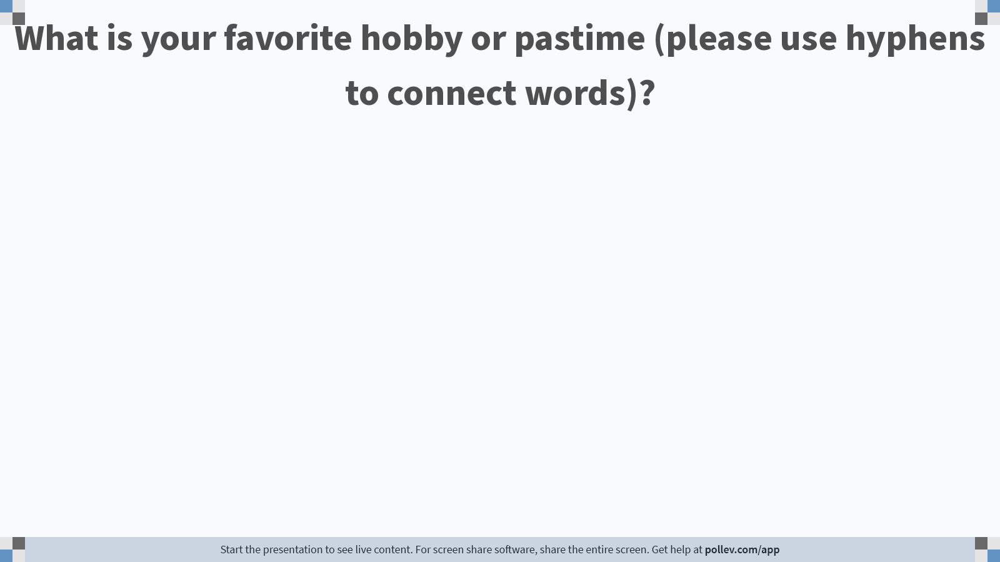 What is your favorite hobby or pastime (please use hyphens
to connect words)?
Start the presentation to see live content. For screen share software, share the entire screen. Get help at pollev.com/app